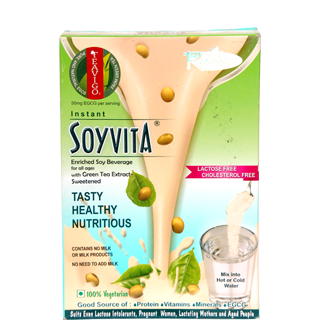 TEAVIGO
30mg EGCG per serving
Instant
SOYVITA®
Enriched Soy Beverage
for all ages
with Green Tea Extract
Sweetened
LACTOSE FREE
CHOLESTEROL FREE
TASTY
HEALTHY
NUTRITIOUS
CONTAINS NO MILK
OR MILK PRODUCTS
NO NEED TO ADD MILK
Mix into
Hot or Cold
Water
100% Vegetarian
Good Source of : •Protein •Vitamins •Minerals •EGCG
Suits Even Lactose Intolerants, Pregnant Women, Lactating Mothers and Aged People